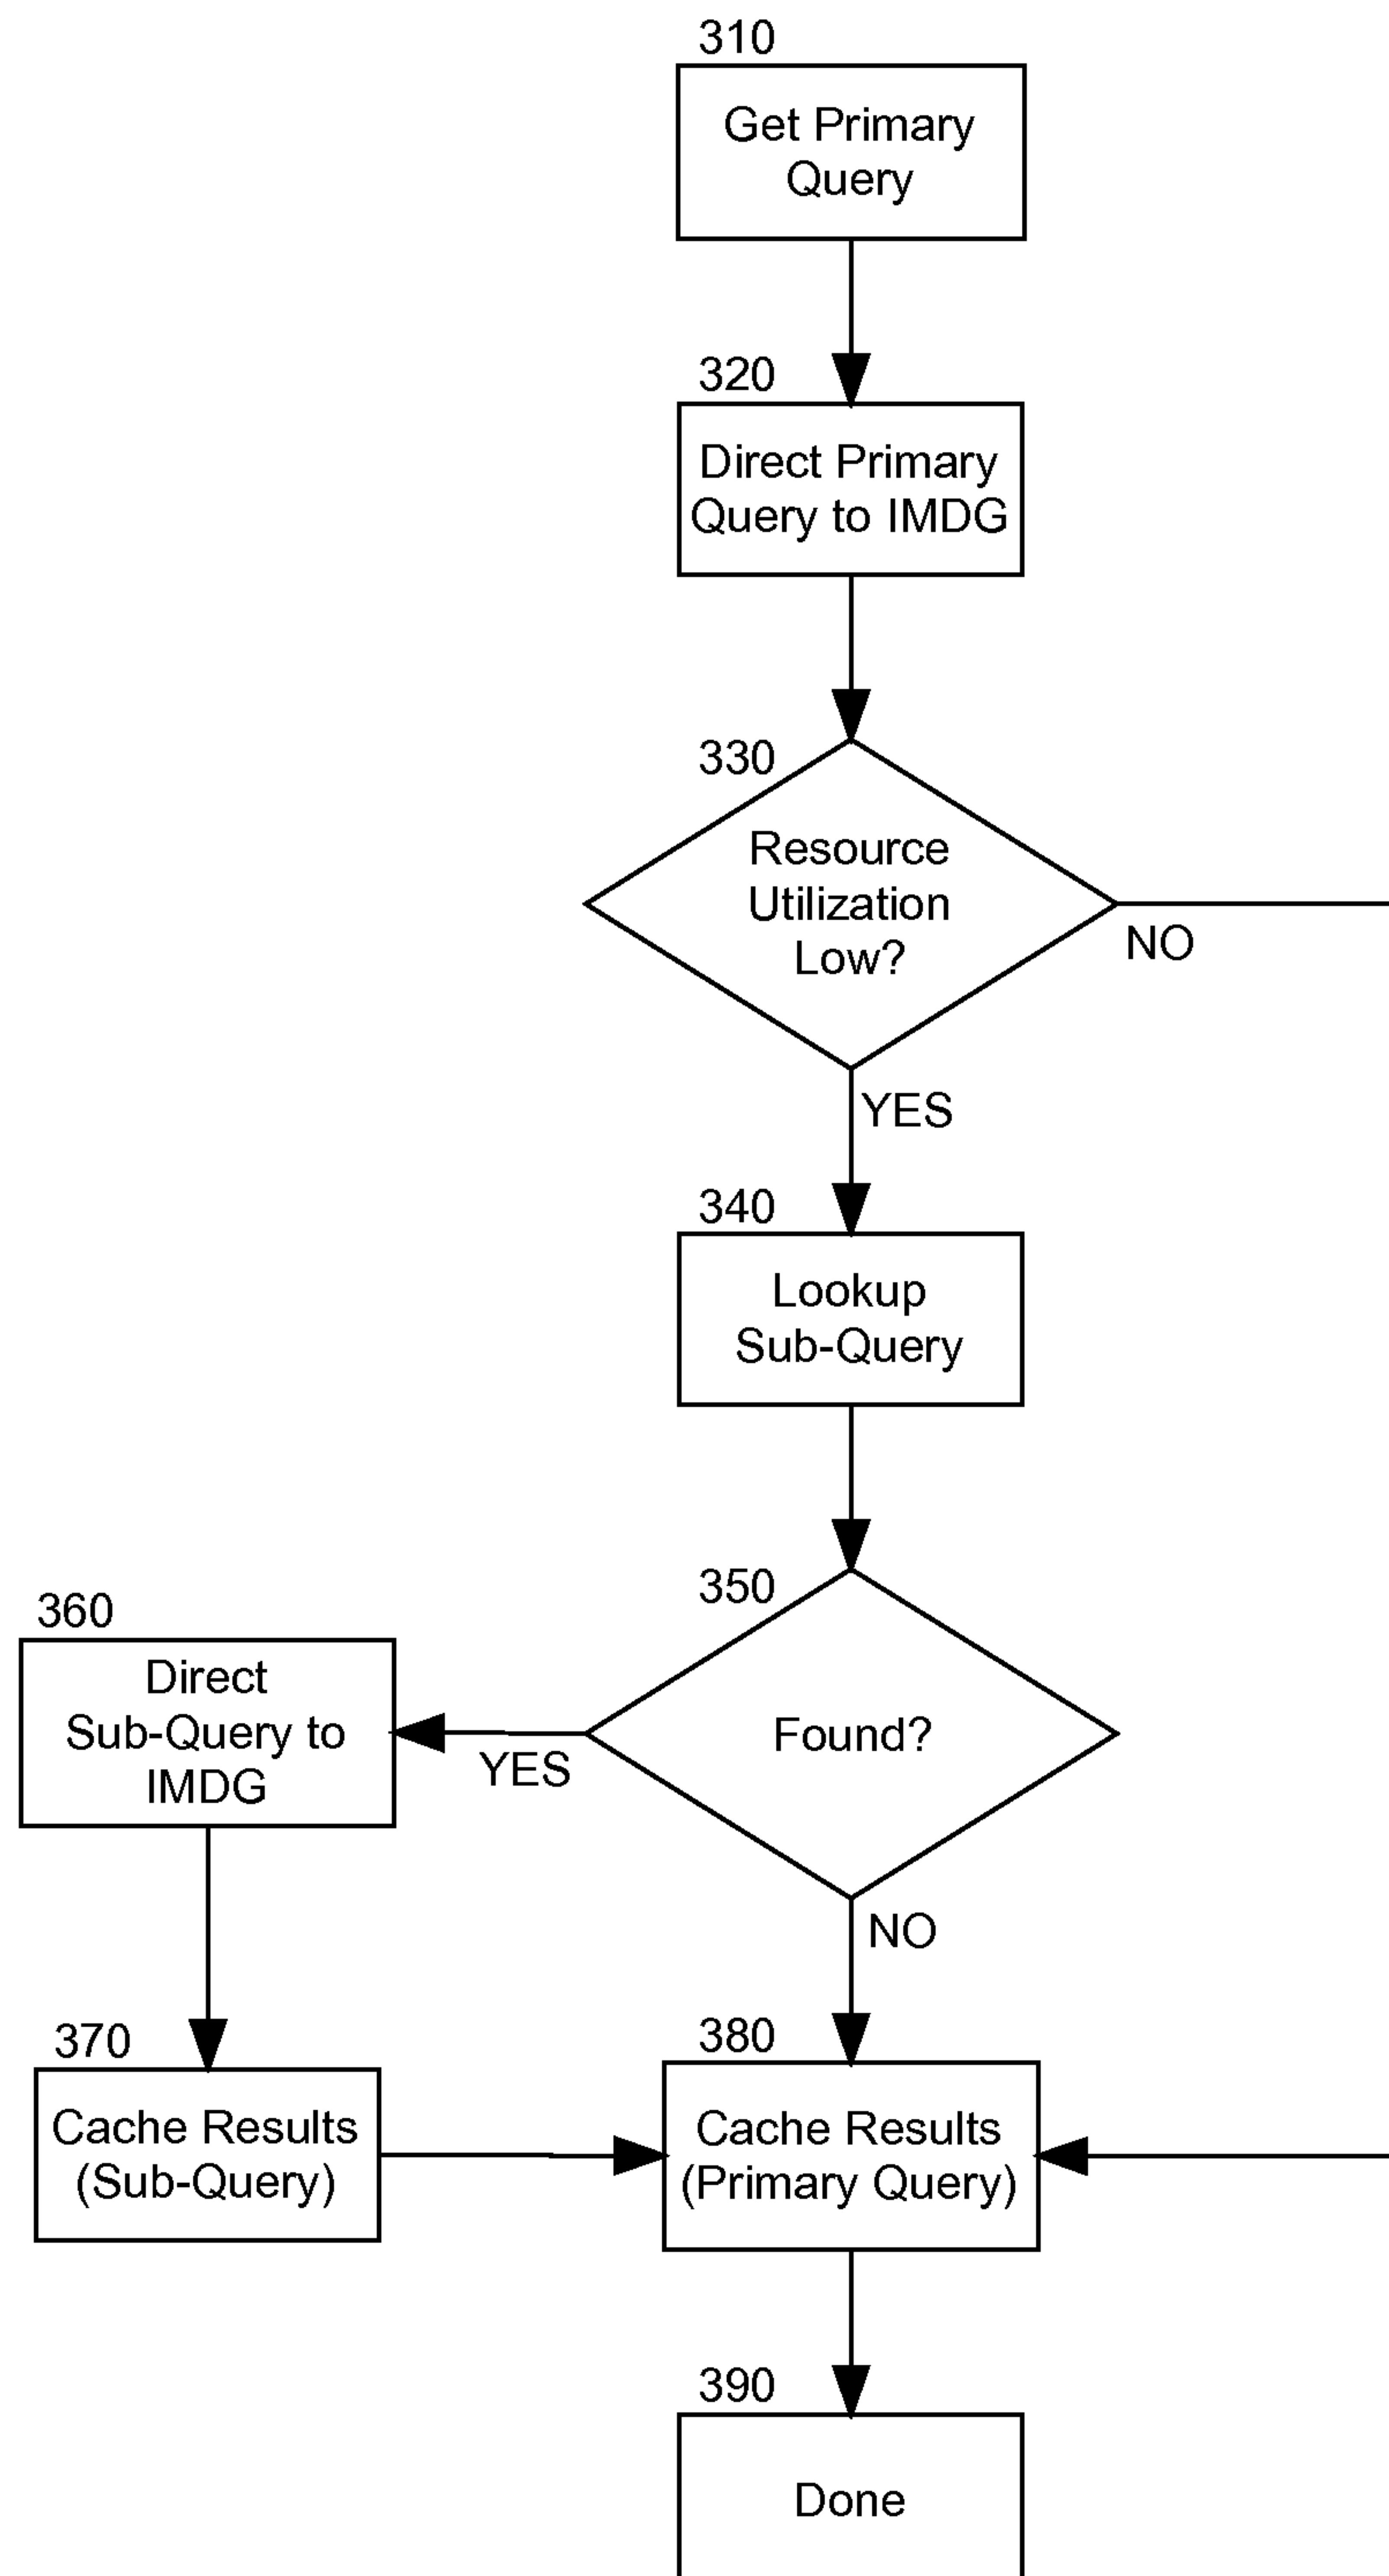 310
Get Primary
Query
320
Direct Primary
Query to IMDG
330
Resource
Utilization
Low?
NO
YES
340
Lookup
Sub-Query
350
Found?
YES
NO
360
Direct
Sub-Query to
IMDG
370
Cache Results
(Sub-Query)
380
Cache Results
(Primary Query)
390
Done